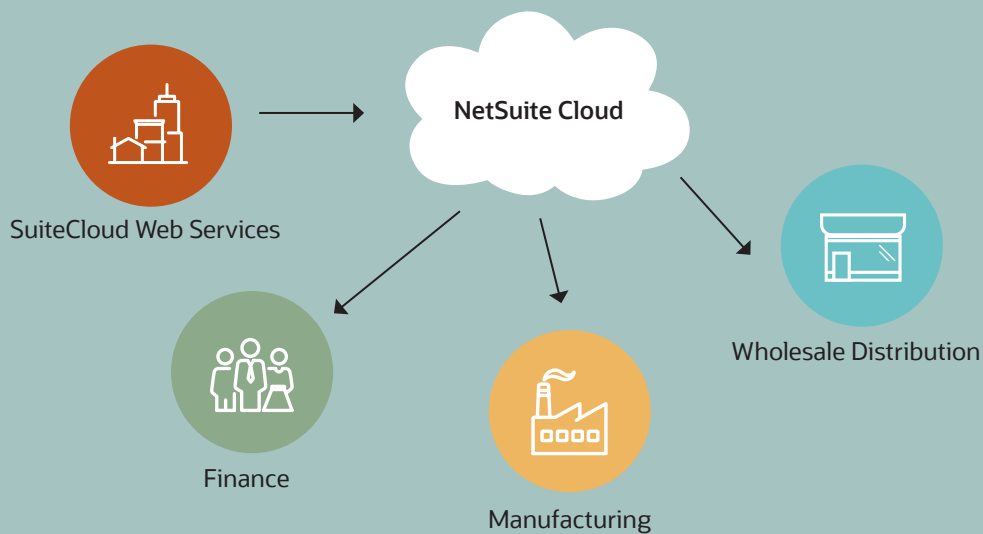 NetSuite Cloud
SuiteCloud Web Services
Wholesale Distribution
Finance
Manufacturing